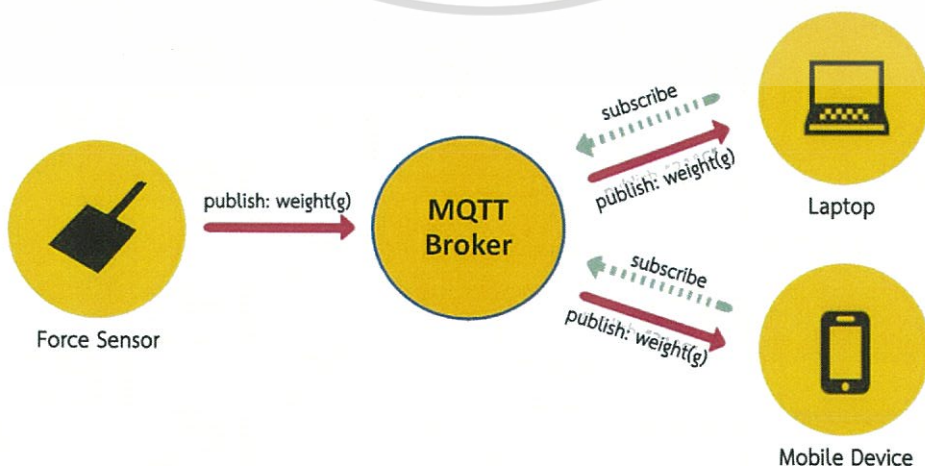 subscribe
publish: weight(g)
Laptop
publish: weight(g)
MQTT
Broker
Force Sensor
subscribe
publish: weight(g)
Mobile Device